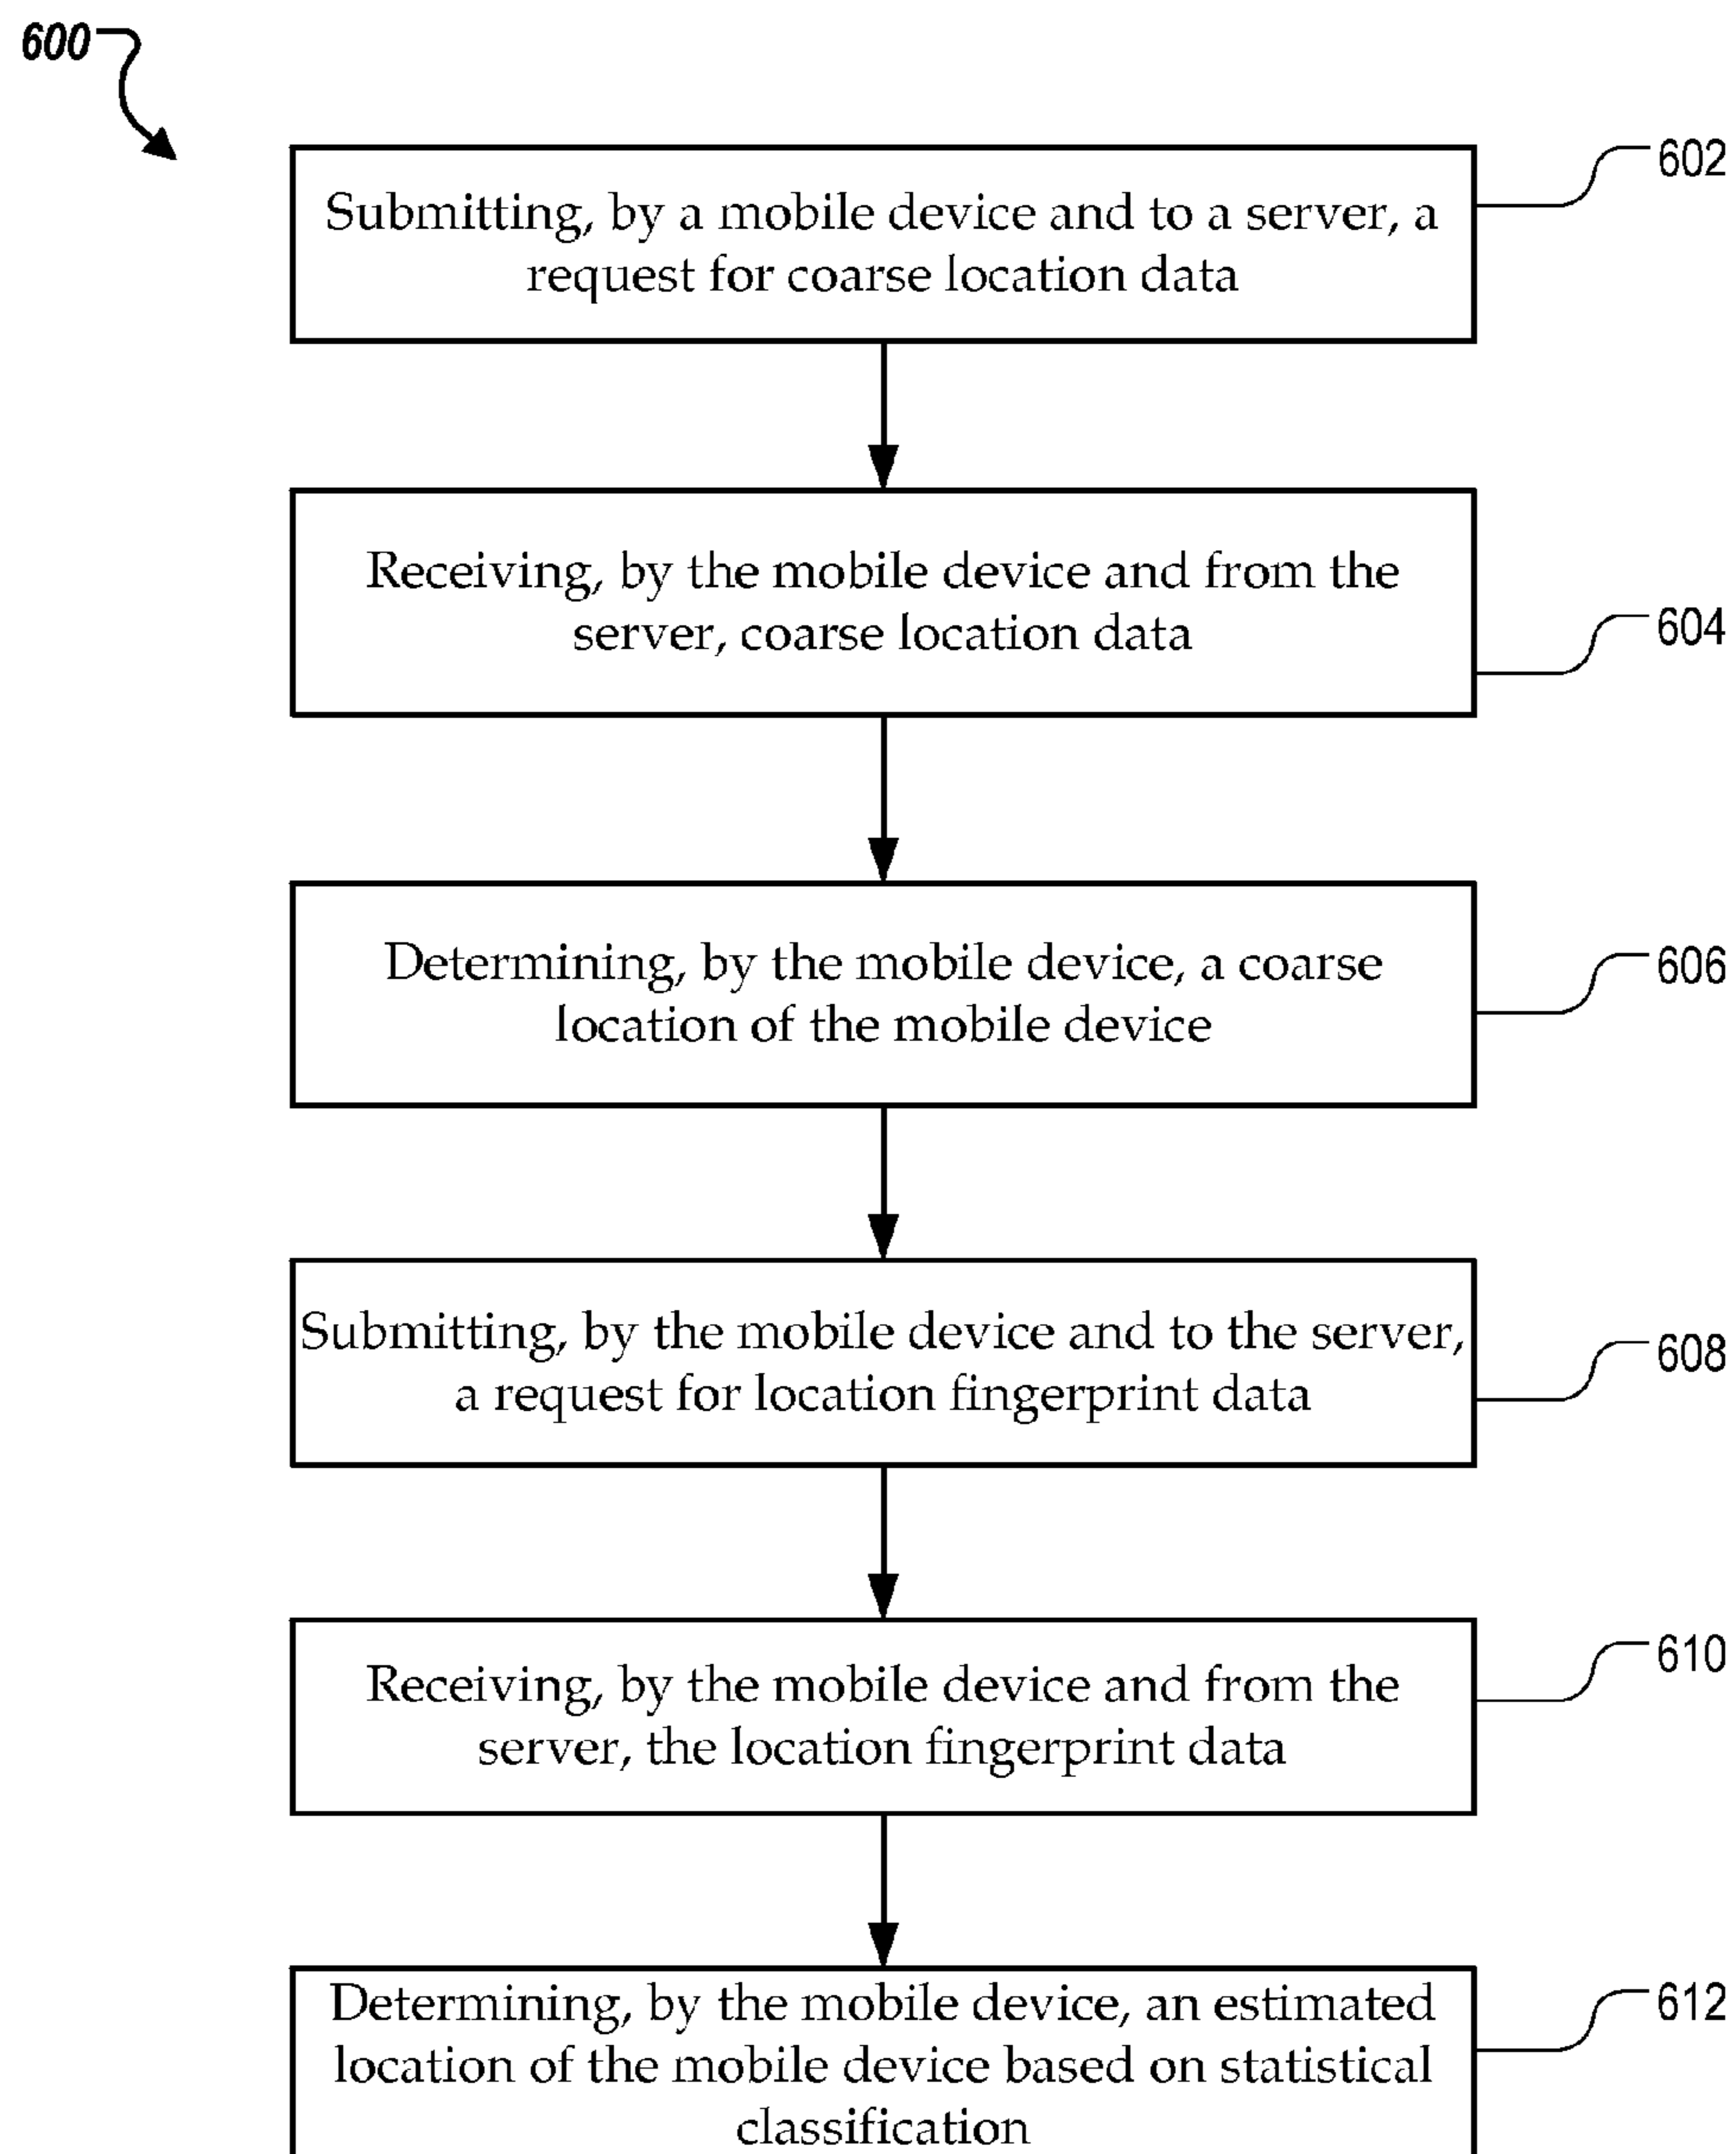 600
Submitting, by a mobile device and to a server, a
request for coarse location data
602
Receiving, by the mobile device and from the
server, coarse location data
604
Determining, by the mobile device, a coarse
location of the mobile device
606
Submitting, by the mobile device and to the server,
a request for location fingerprint data
608
Receiving, by the mobile device and from the
server, the location fingerprint data
610
Determining, by the mobile device, an estimated
location of the mobile device based on statistical
classification
612